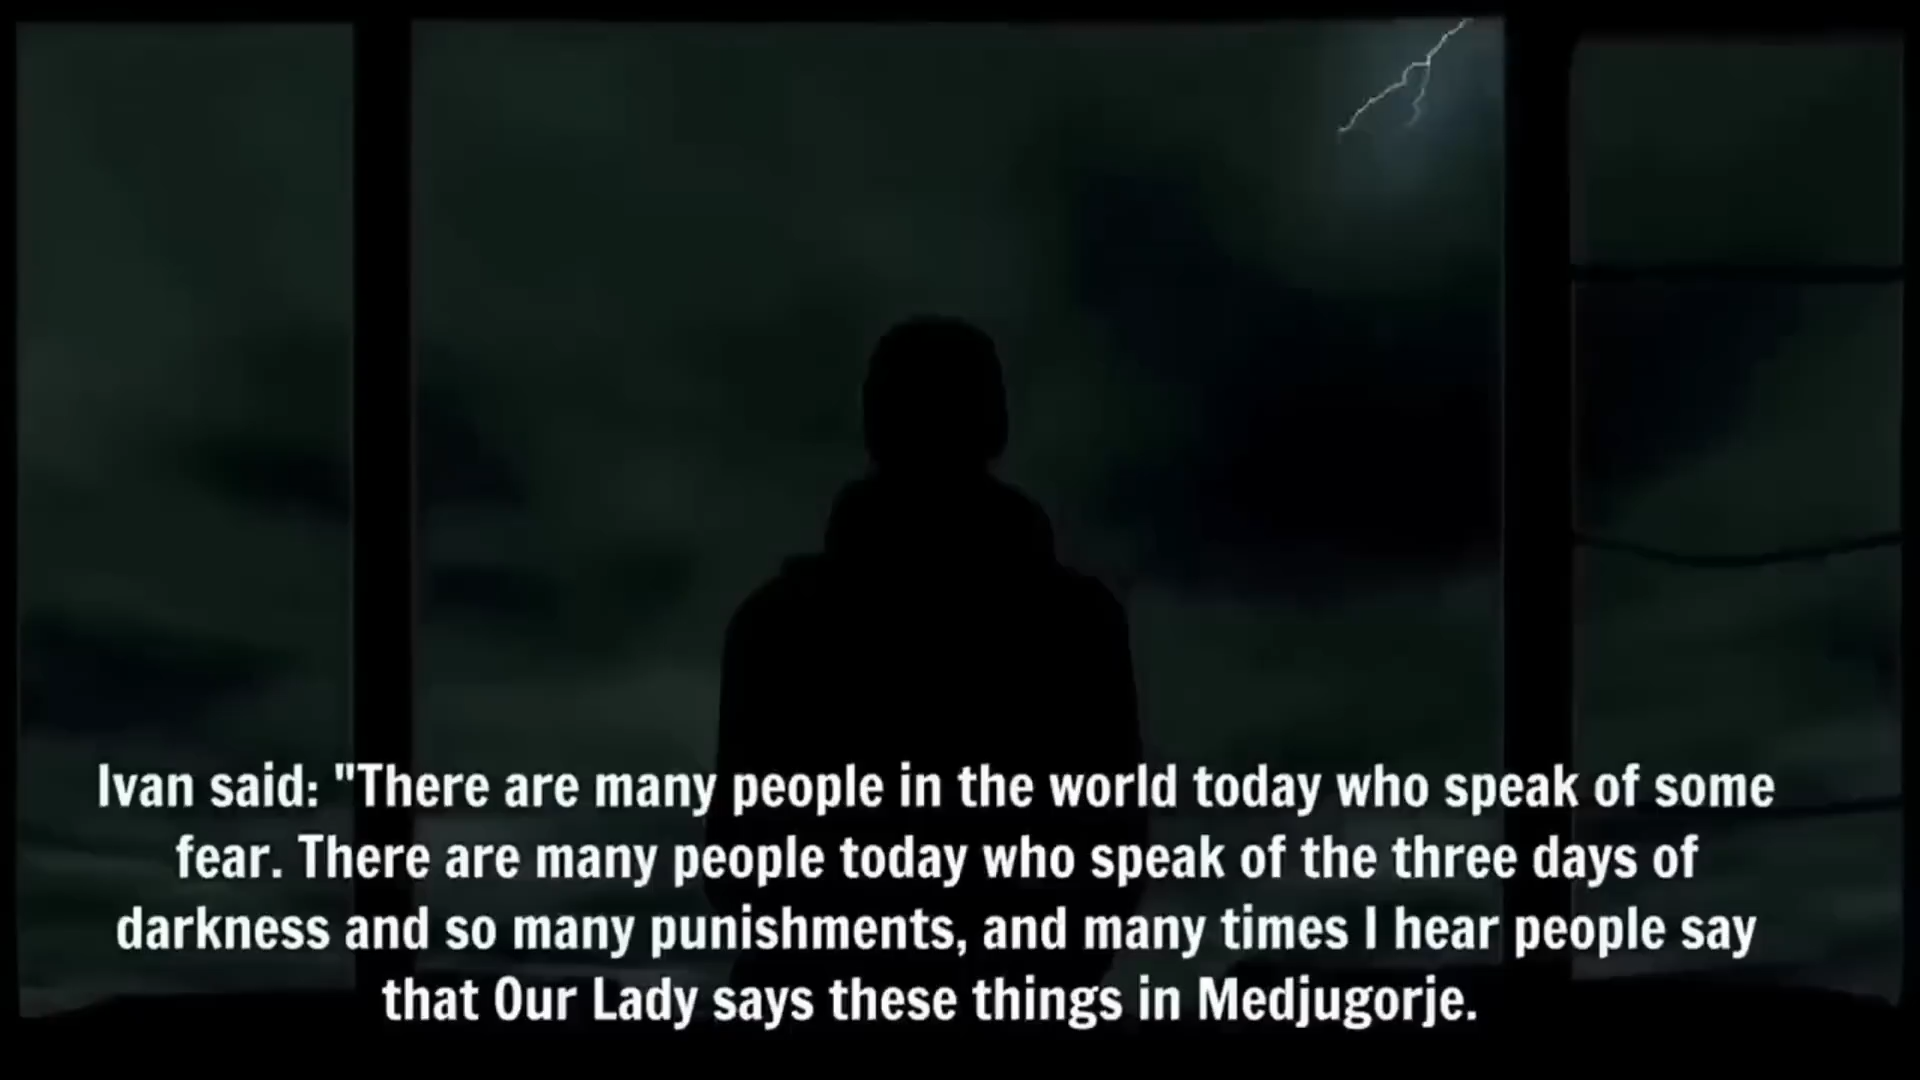 Ivan said: "There are many people in the world today who speak of some
fear. There are many people today who speak of the three days of
darkness and so many punishments, and many times I hear people say
that Our Lady says these things in Medjugorje.